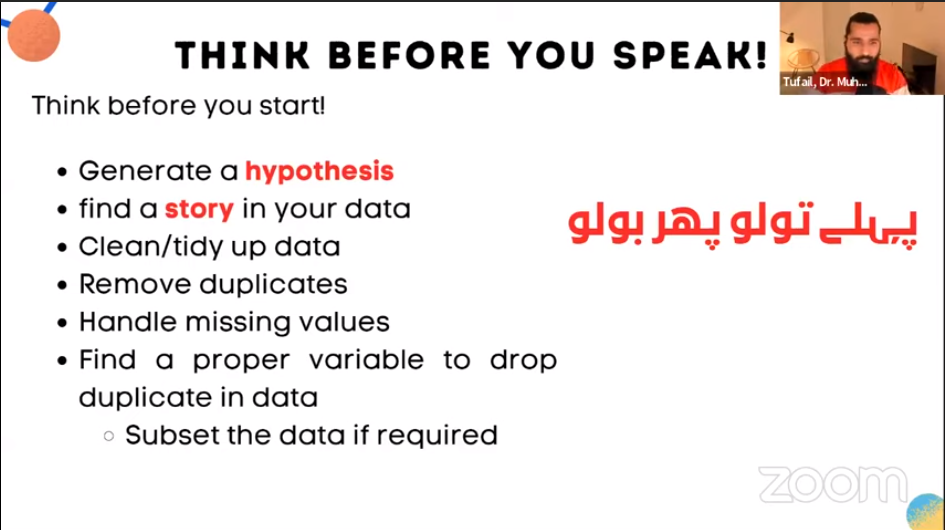 THINK BEFORE YOU SPEAK!
Tufail, Dr. Muh...
Think before you start!
• Generate a hypothesis
• find a story in your data
• Clean/tidy up data
• Remove duplicates
• Handle missing values
• Find a proper variable to drop
duplicate in data
○ Subset the data if required
پہلے تولو پھر بولو
zoom